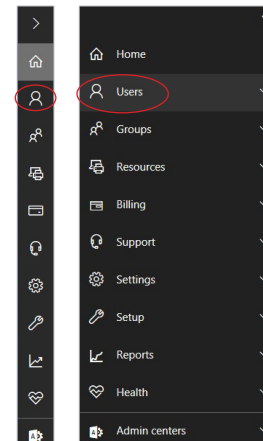 Home
Users
Groups
Resources
Billing
Support
Settings
Setup
Reports
Health
Admin centers